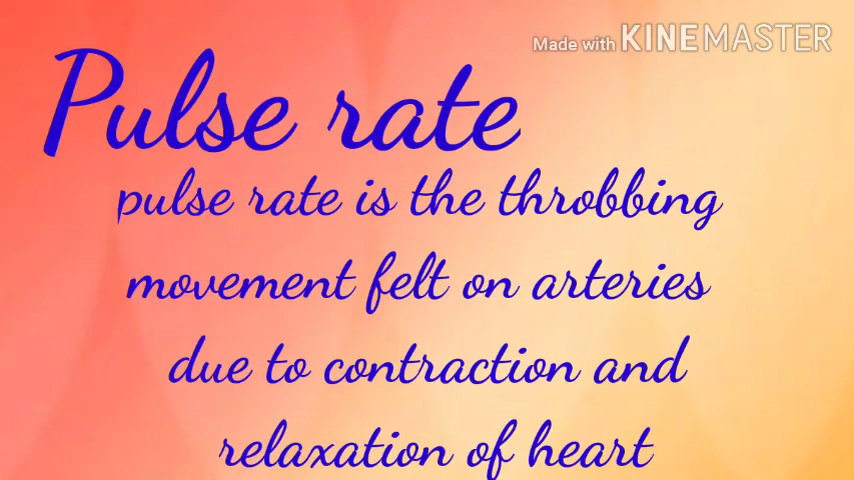 Made with KINEMASTER
Pulse rate
pulse rate is the throbbing
movement felt on arteries
due to contraction and
relaxation of heart